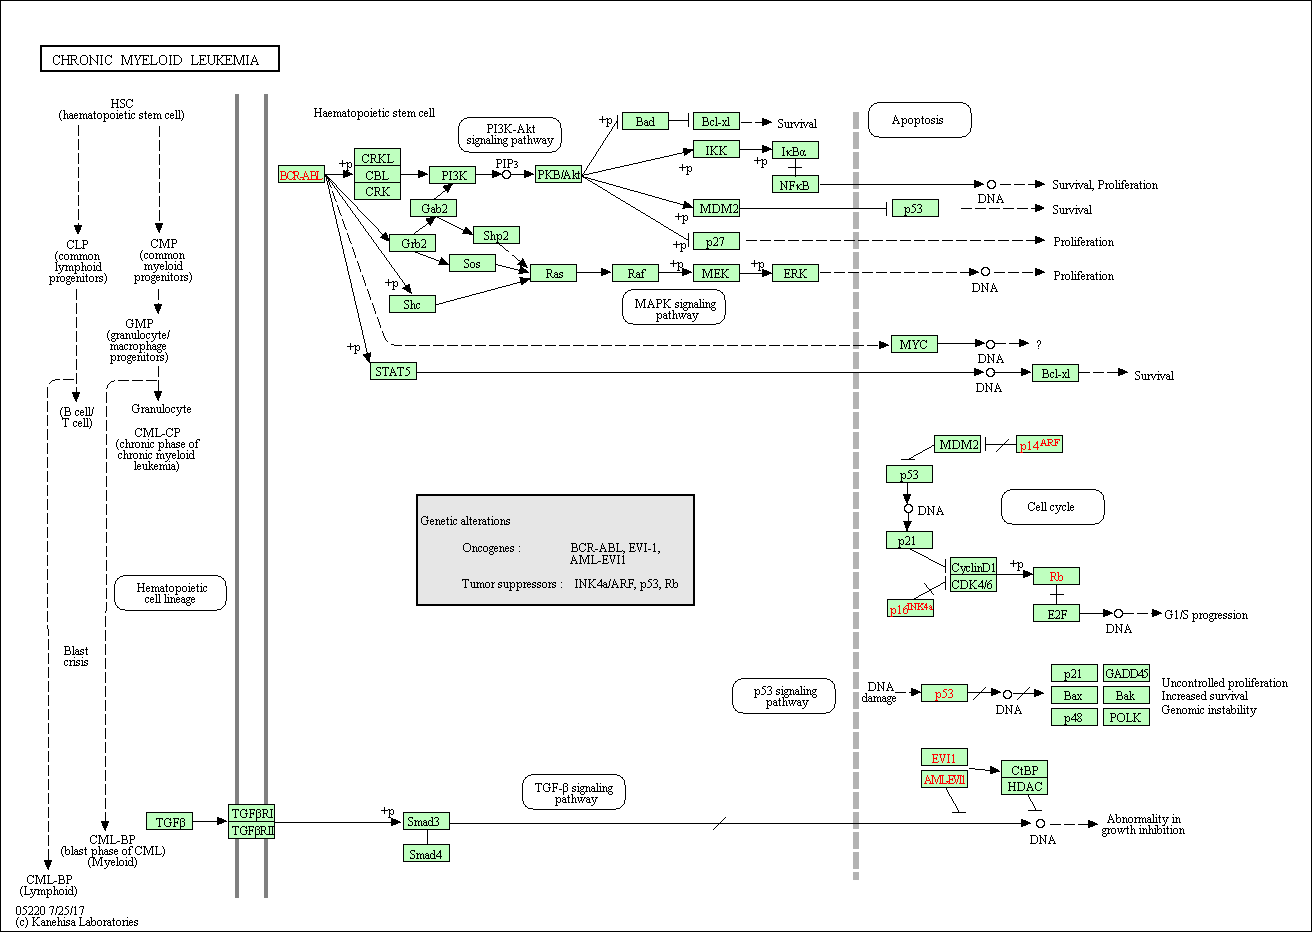 CHRONIC MYELOID LEUKEMIA
HSC
(haematopoietic stem cell)
CLP
(common
lymphoid
progenitors)
CMP
(common
myeloid
progenitors)
GMP
(granulocyte/
macrophage
progenitors)
(B cell/
T cell)
Granulocyte
CML-CP
(chronic phase of
chronic myeloid
leukemia)
Hematopoietic
cell lineage
Blast
crisis
CML-BP
(blast phase of CML)
(Myeloid)
CML-BP
(Lymphoid)
05220 7/25/17
(c) Kanehisa Laboratories
Haematopoietic stem cell
PI3K-Akt
signaling pathway
BCR-ABL
+p
CRKL
CBL
CRK
PI3K
PIP3
PKB/Akt
Gab2
Grb2
Shp2
Sos
+p
Shc
Ras
Raf
+p
MEK
+p
ERK
MAPK signaling
pathway
+p
STAT5
+p
Bad
Bcl-xl
Survival
IKK
+p
+p
IκBα
NFκB
DNA
Survival, Proliferation
MDM2
+p
p53
Survival
p27
+p
Proliferation
DNA
Proliferation
Apoptosis
MYC
DNA
?
DNA
Bcl-xl
Survival
Genetic alterations
Oncogenes : BCR-ABL, EVI-1,
AML-EVI1
Tumor suppressors : INK4a/ARF, p53, Rb
MDM2
p14ARF
p53
DNA
Cell cycle
p21
CyclinD1
CDK4/6
+p
Rb
p16INK4a
E2F
DNA
G1/S progression
p53 signaling
pathway
DNA
damage
p53
DNA
p21
GADD45
Bax
Bak
p48
POLK
Uncontrolled proliferation
Increased survival
Genomic instability
EVI1
AML-EVI1
CtBP
HDAC
TGF-β signaling
pathway
TGFβ
TGFβRI
TGFβRII
+p
Smad3
Smad4
DNA
Abnormality in
growth inhibition